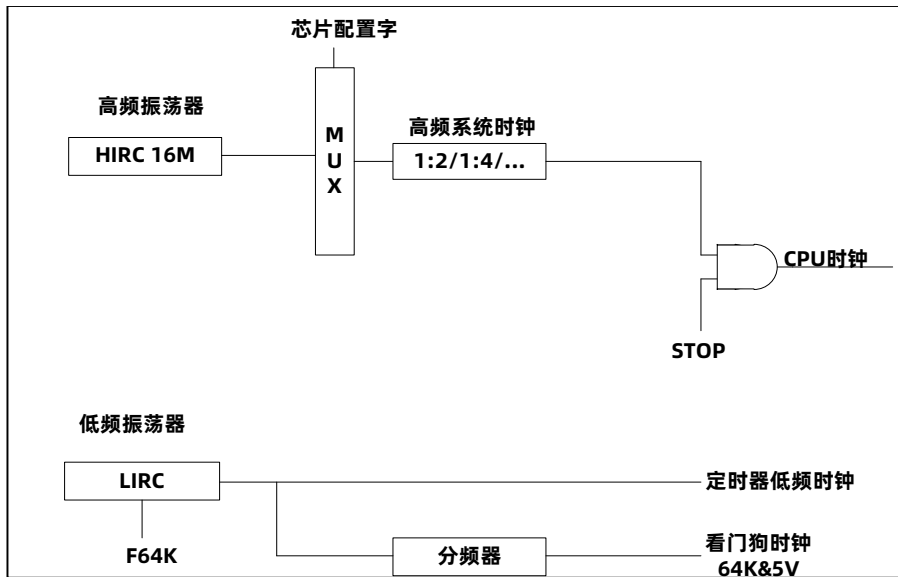 芯片配置字
高频振荡器
HIRC 16M
M
U
X
高频系统时钟
1:2/1:4/...
CPU时钟
STOP
低频振荡器
LIRC
F64K
定时器低频时钟
分频器
看门狗时钟
64K&5V